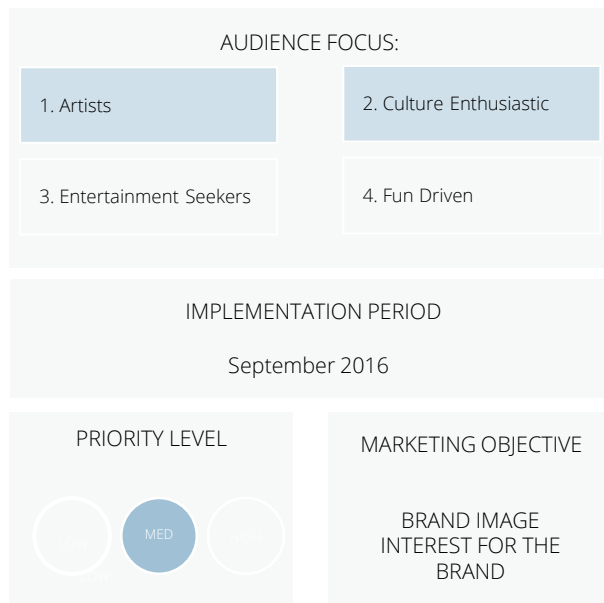 AUDIENCE FOCUS:
1. Artists
2. Culture Enthusiastic
3. Entertainment Seekers
4. Fun Driven
IMPLEMENTATION PERIOD
September 2016
PRIORITY LEVEL
MED
MARKETING OBJECTIVE
BRAND IMAGE
INTEREST FOR THE
BRAND